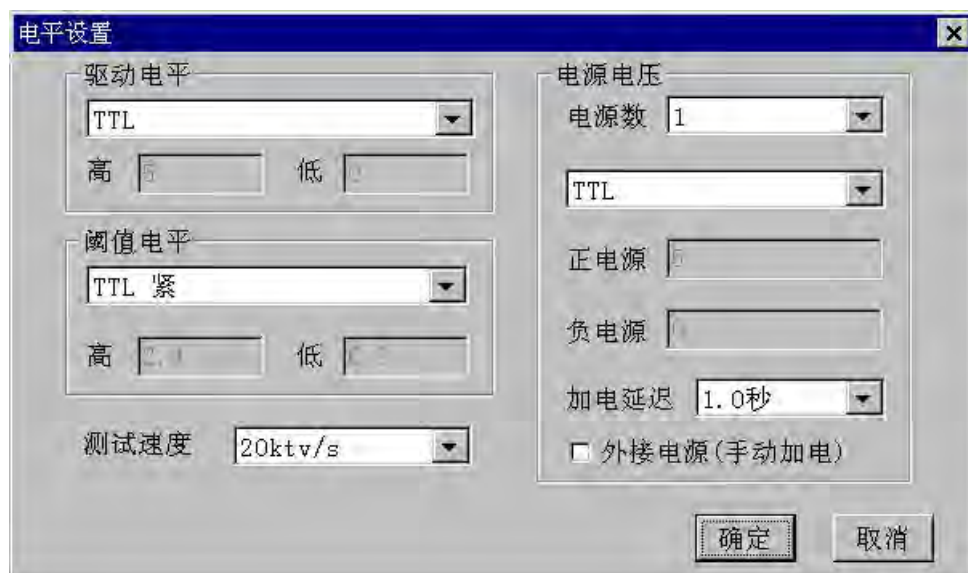 电平设置
驱动电平
TTL
高 5 低
阈值电平
TTL 紧
高 低
测试速度 20ktv/s
电源电压
电源数 1
TTL
正电源 5
负电源
加电延迟 1.0秒
外接电源(手动加电)
确定 取消